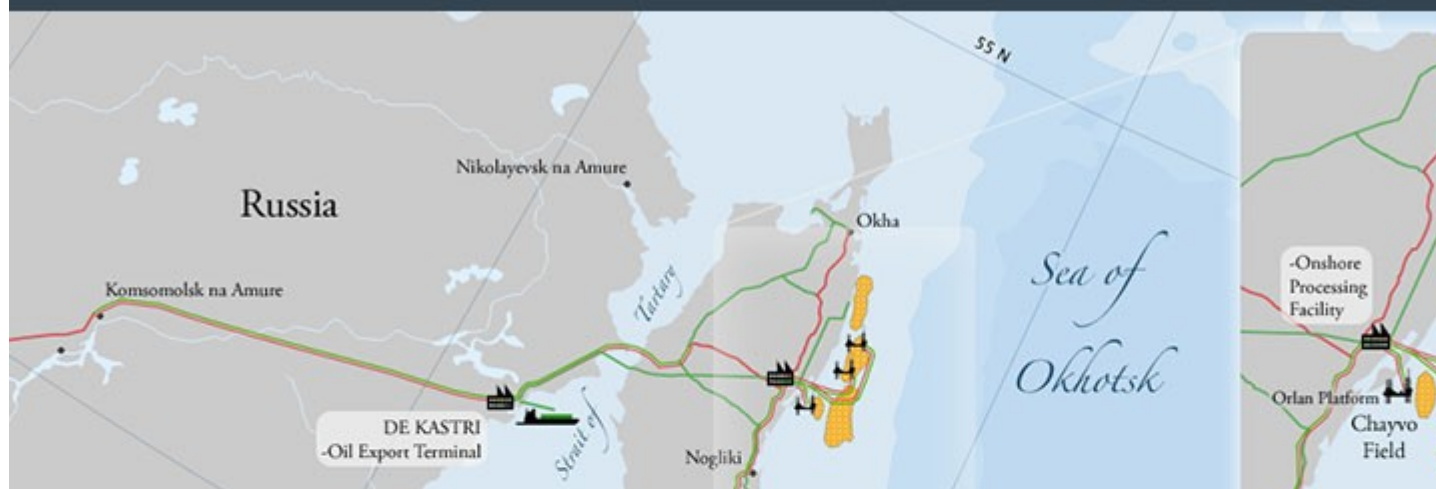 55 N
Nikolayevsk na Amure
Russia
Okha
Sea of
Okhotsk
Tartary
Komsomolsk na Amure
-Onshore
Processing
Facility
DE KASTRI
-Oil Export Terminal
Strait of
Nogliki
Orlan Platform
Chayvo
Field